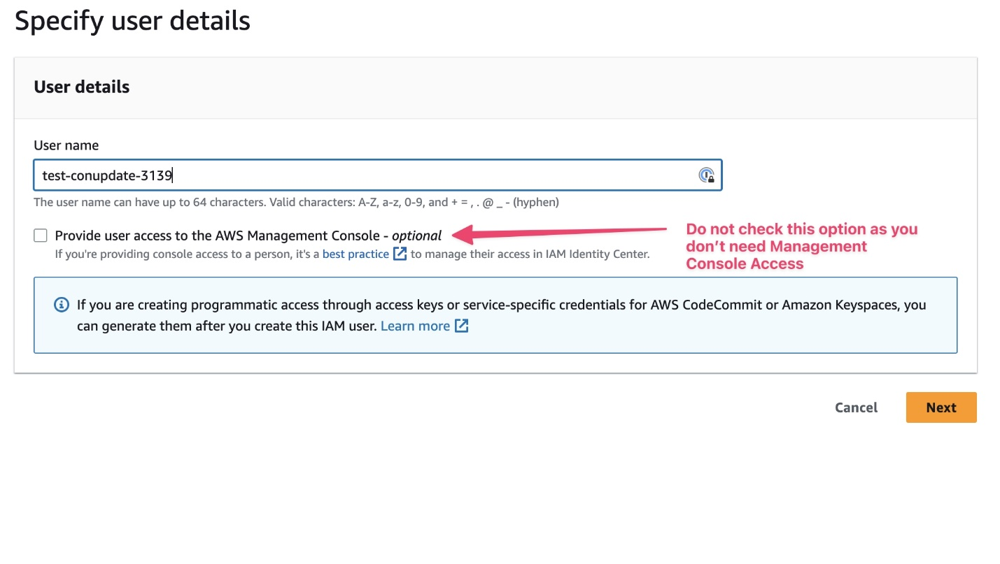 Specify user details
User details
User name
test-conupdate-3139
The user name can have up to 64 characters. Valid characters: A-Z, a-z, 0-9, and + = , . @ _ - (hyphen)
Provide user access to the AWS Management Console - optional
If you're providing console access to a person, it's a best practice to manage their access in IAM Identity Center.
Do not check this option as you
don’t need Management
Console Access
If you are creating programmatic access through access keys or service-specific credentials for AWS CodeCommit or Amazon Keyspaces, you
can generate them after you create this IAM user. Learn more
Cancel
Next